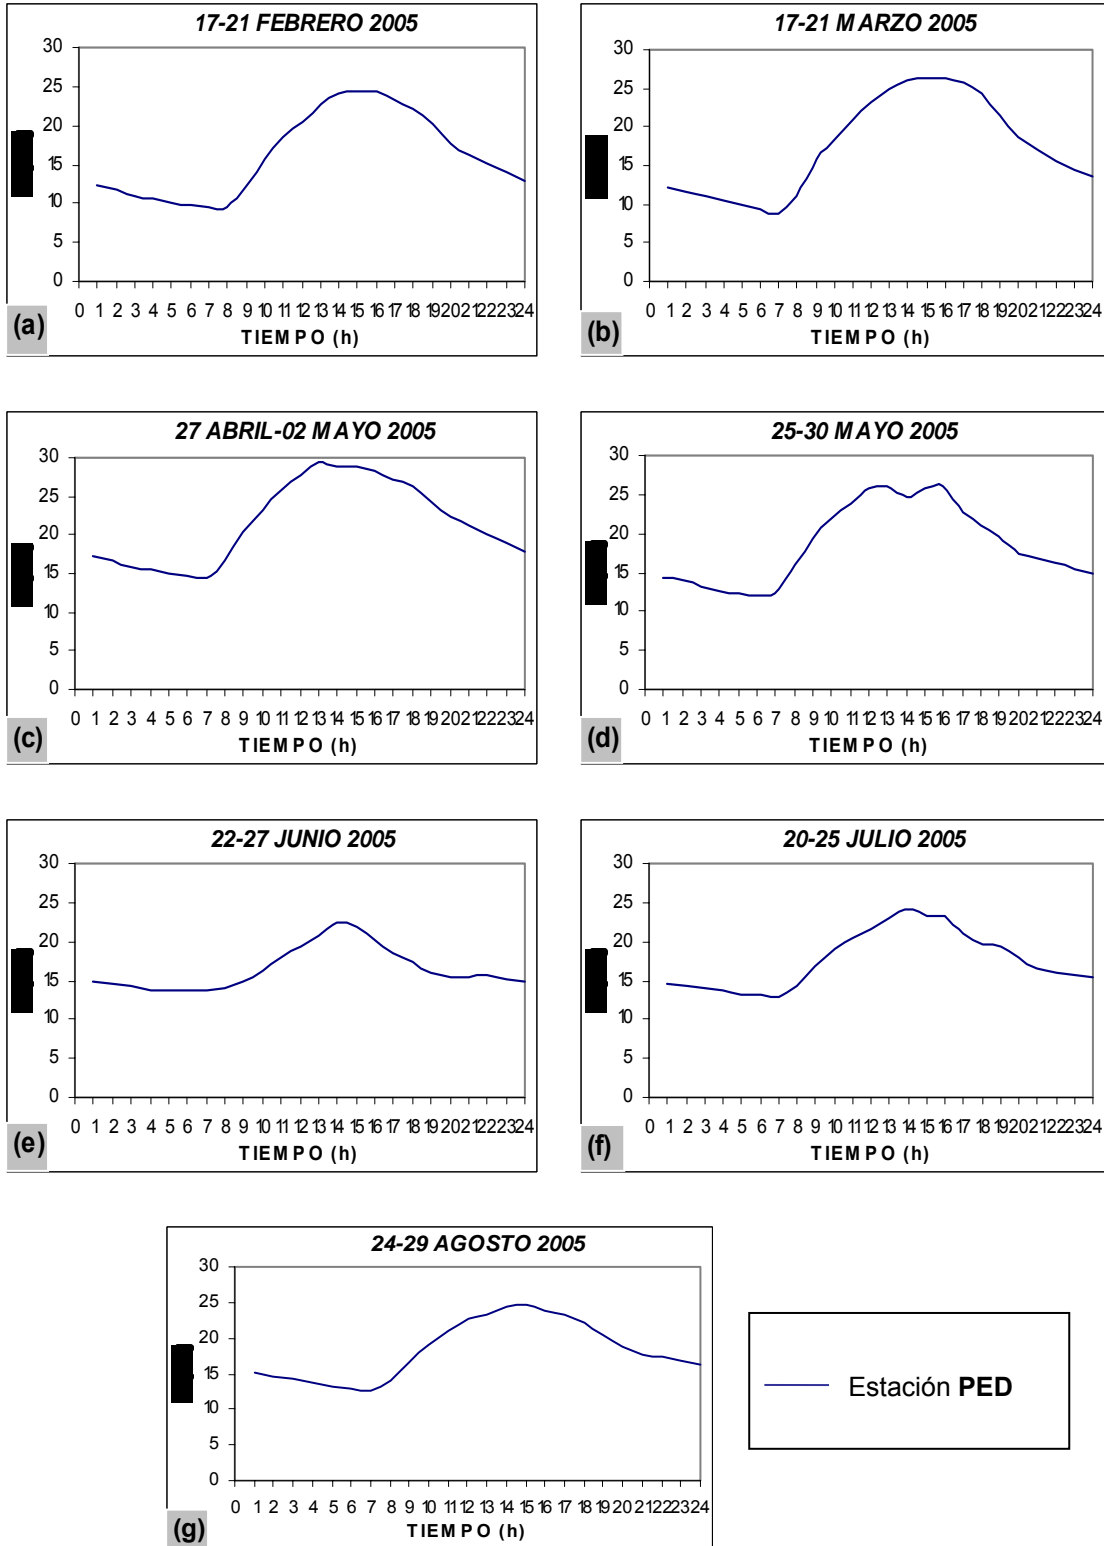 17-21 FEBRERO 2005
30
25
20
15
10
5
0
0 1 2 3 4 5 6 7 8 9 10 11 12 13 14 15 16 17 18 19 20 21 22 23 24
TIEMPO (h)
(a)
17-21 MARZO 2005
30
25
20
15
10
5
0
0 1 2 3 4 5 6 7 8 9 10 11 12 13 14 15 16 17 18 19 20 21 22 23 24
TIEMPO (h)
(b)
27 ABRIL-02 MAYO 2005
30
25
20
15
10
5
0
0 1 2 3 4 5 6 7 8 9 10 11 12 13 14 15 16 17 18 19 20 21 22 23 24
TIEMPO (h)
(c)
25-30 MAYO 2005
30
25
20
15
10
5
0
0 1 2 3 4 5 6 7 8 9 10 11 12 13 14 15 16 17 18 19 20 21 22 23 24
TIEMPO (h)
(d)
22-27 JUNIO 2005
30
25
20
15
10
5
0
0 1 2 3 4 5 6 7 8 9 10 11 12 13 14 15 16 17 18 19 20 21 22 23 24
TIEMPO (h)
(e)
20-25 JULIO 2005
30
25
20
15
10
5
0
0 1 2 3 4 5 6 7 8 9 10 11 12 13 14 15 16 17 18 19 20 21 22 23 24
TIEMPO (h)
(f)
24-29 AGOSTO 2005
30
25
20
15
10
5
0
0 1 2 3 4 5 6 7 8 9 10 11 12 13 14 15 16 17 18 19 20 21 22 23 24
TIEMPO (h)
(g)
Estación PED